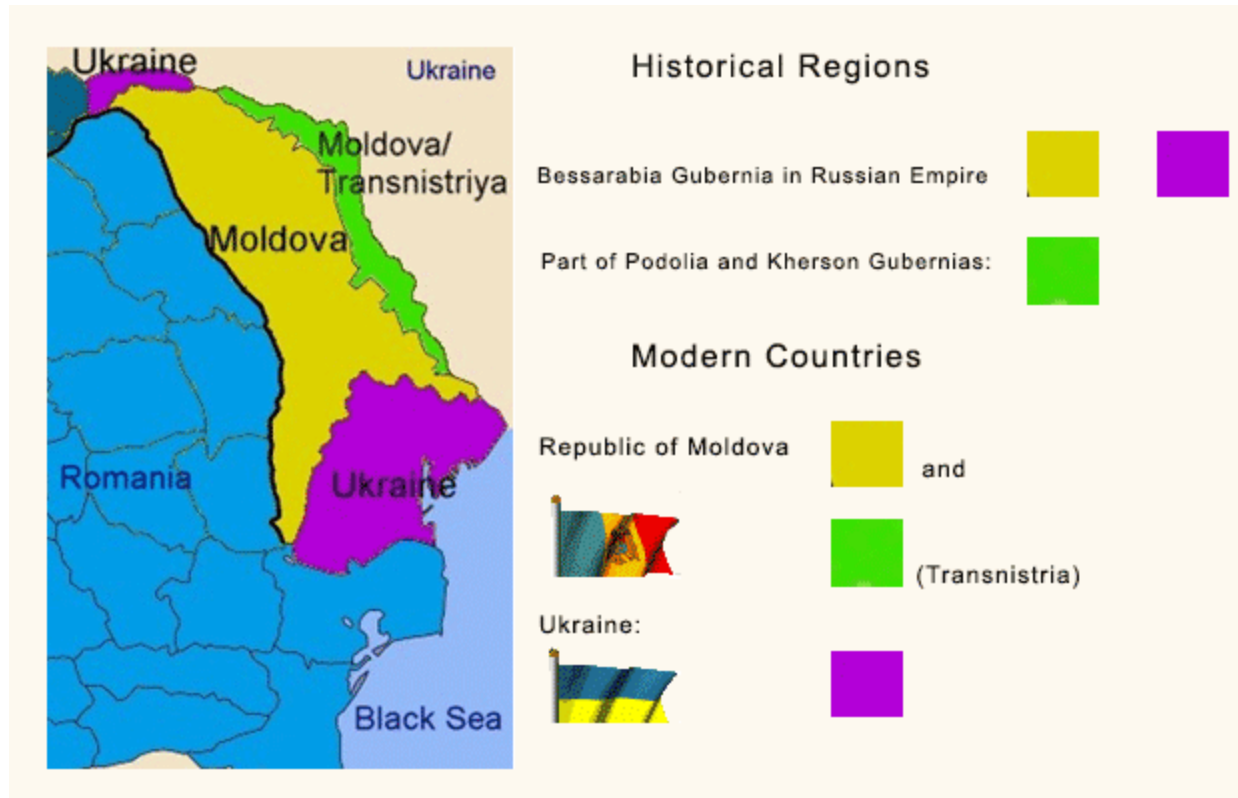 Ukraine
Ukraine
Moldova/
Transnistriya
Moldova
Romania
Ukraine
Black Sea
Historical Regions
Bessarabia Gubernia in Russian Empire
Part of Podolia and Kherson Gubernias:
Modern Countries
Republic of Moldova
and
(Transnistria)
Ukraine: